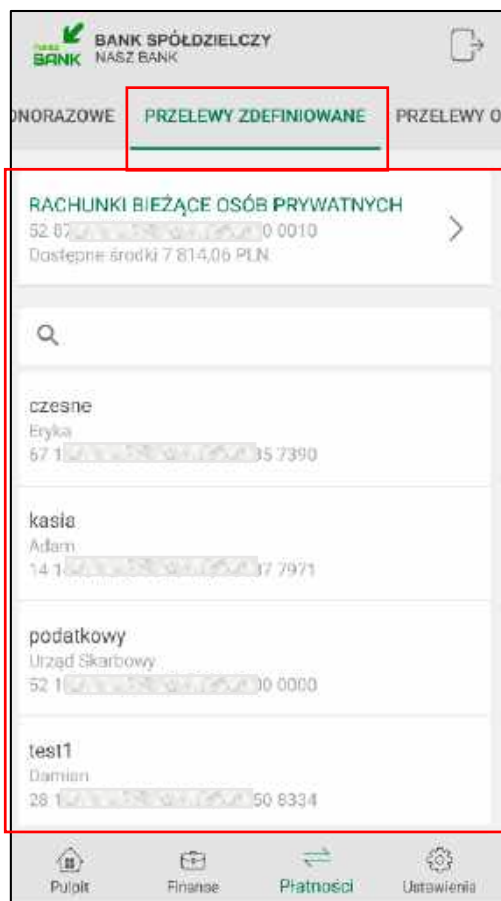 nasz
BANK
BANK SPÓŁDZIELCZY
NASZ BANK
DNORAZOWE PRZELEWY ZDEFINIOWANE PRZELEWY O
RACHUNKI BIEŻĄCE OSÓB PRYWATNYCH
52 87 0 0010
Dostępne środki 7 814,06 PLN
czesne
Eryka
67 1 35 7390
kasia
Adam
14 1 37 7971
podatkowy
Urząd Skarbowy
52 1 00 0000
test1
Damian
28 1 50 8334
Pulpit Finanse Płatności Ustawienia